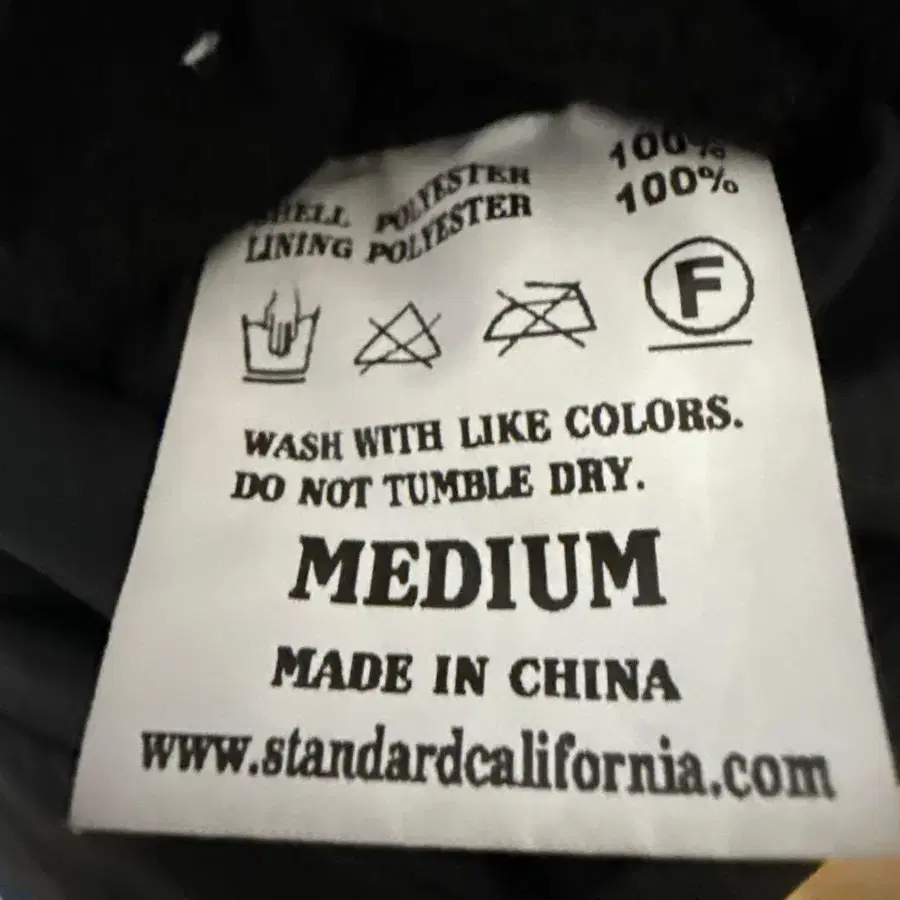 SHELL POLYESTER 100%
LINING POLYESTER 100%
F
WASH WITH LIKE COLORS.
DO NOT TUMBLE DRY.
MEDIUM
MADE IN CHINA
www.standardcalifornia.com